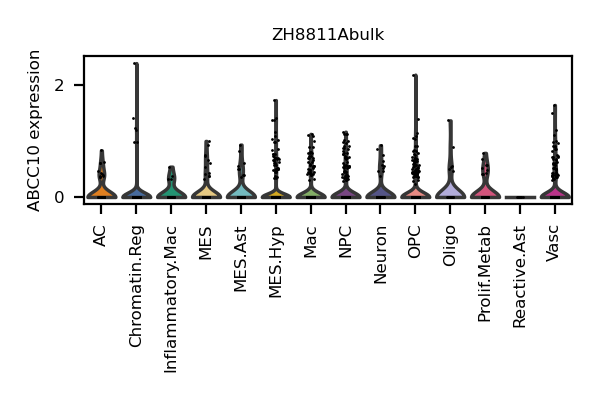 ZH8811Abulk
ABCC10 expression
2
0
AC
Chromatin.Reg
Inflammatory.Mac
MES
MES.Ast
MES.Hyp
Mac
NPC
Neuron
OPC
Oligo
Prolif.Metab
Reactive.Ast
Vasc